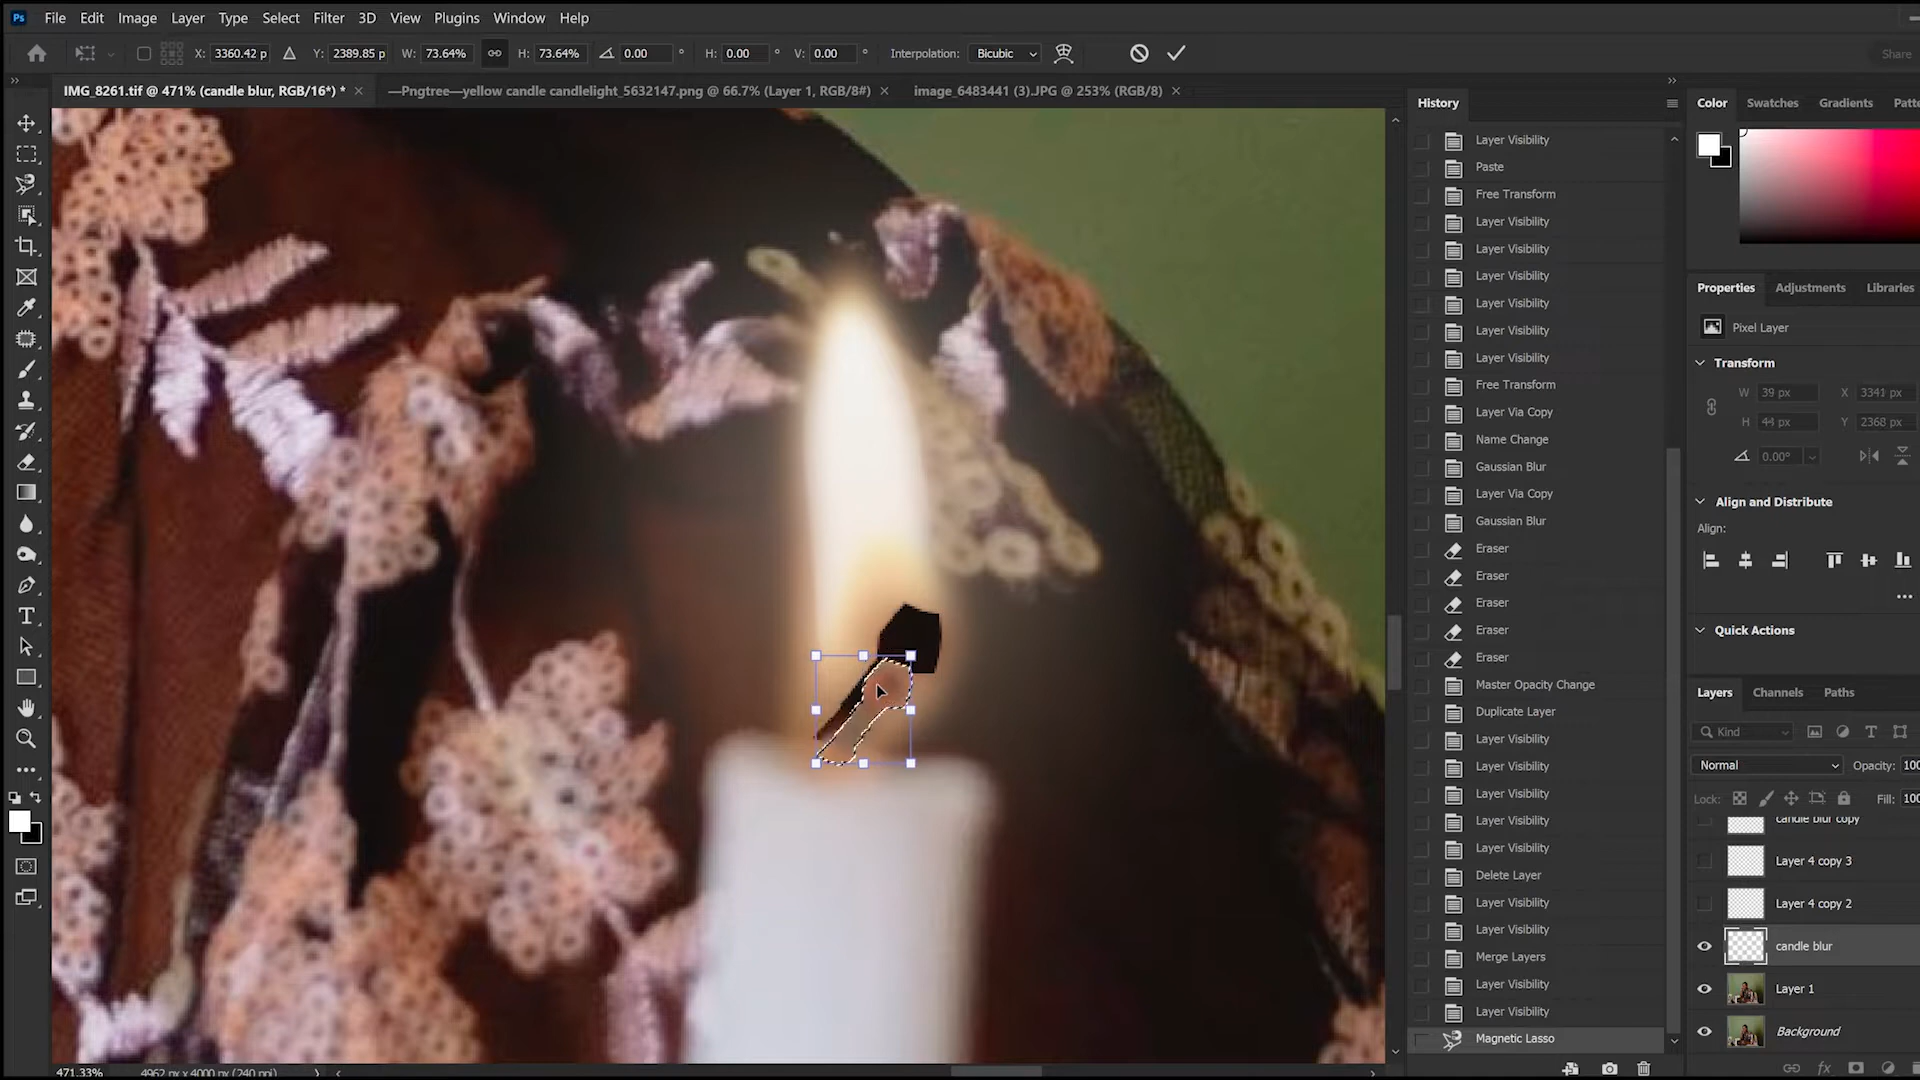 Ps File Edit Image Layer Type Select Filter 3D View Plugins Window Help
X: 3360.42 p Y: 2389.85 p W: 73.64% H: 73.64% 0.00 ° H: 0.00 ° V: 0.00 ° Interpolation: Bicubic Share
IMG_8261.tif @ 471% (candle blur, RGB/16*) * × —Pngtree—yellow candle candlelight_5632147.png @ 66.7% (Layer 1, RGB/8#) × image_6483441 (3).JPG @ 253% (RGB/8) ×
History
Layer Visibility
Paste
Free Transform
Layer Visibility
Layer Visibility
Layer Visibility
Layer Visibility
Layer Visibility
Layer Visibility
Free Transform
Layer Via Copy
Name Change
Gaussian Blur
Layer Via Copy
Gaussian Blur
Eraser
Eraser
Eraser
Eraser
Eraser
Master Opacity Change
Duplicate Layer
Layer Visibility
Layer Visibility
Layer Visibility
Layer Visibility
Layer Visibility
Delete Layer
Layer Visibility
Layer Visibility
Merge Layers
Layer Visibility
Layer Visibility
Magnetic Lasso
Color Swatches Gradients Patte
Properties Adjustments Libraries
Pixel Layer
Transform
W 39 px X 3341 px
H 44 px Y 2368 px
0.00°
Align and Distribute
Align:
Quick Actions
Layers Channels Paths
Kind
Normal Opacity: 100
Lock: Fill: 100
candle blur copy
Layer 4 copy 3
Layer 4 copy 2
candle blur
Layer 1
Background
fx
471.33% 4962 px x 4000 px (240 ppi)